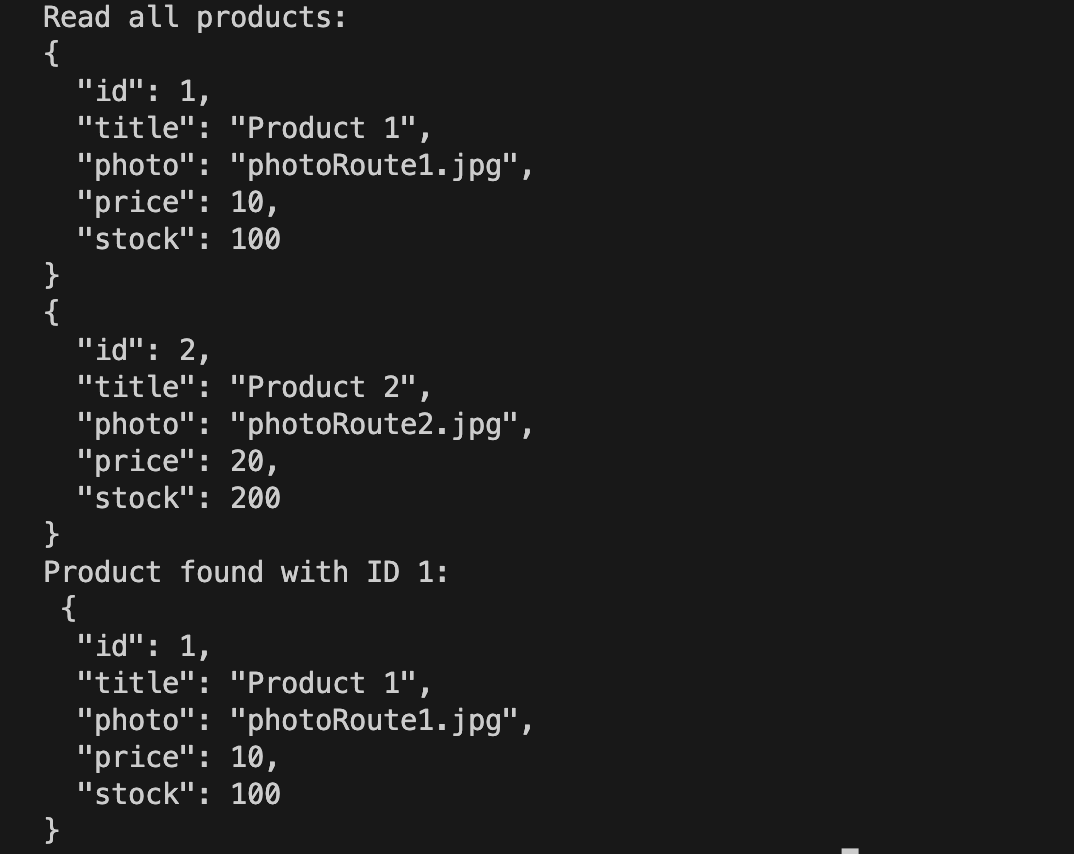 Read all products:
{
  "id": 1,
  "title": "Product 1",
  "photo": "photoRoute1.jpg",
  "price": 10,
  "stock": 100
}
{
  "id": 2,
  "title": "Product 2",
  "photo": "photoRoute2.jpg",
  "price": 20,
  "stock": 200
}
Product found with ID 1:
 {
  "id": 1,
  "title": "Product 1",
  "photo": "photoRoute1.jpg",
  "price": 10,
  "stock": 100
}